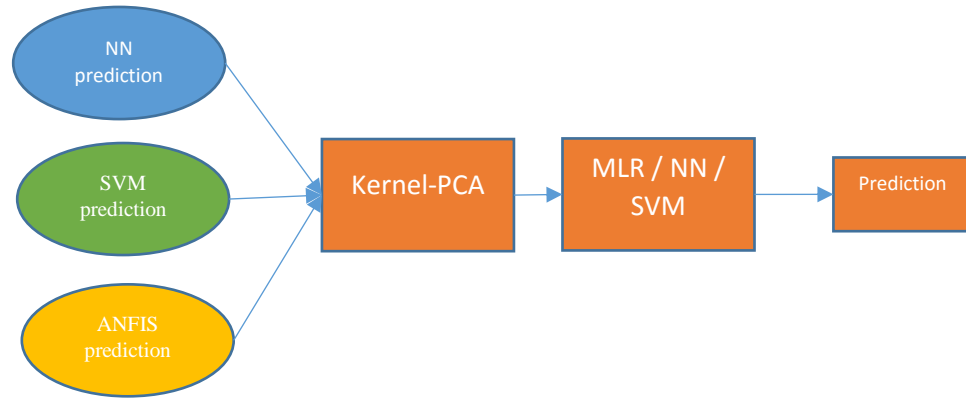 NN
prediction
SVM
prediction
ANFIS
prediction
Kernel-PCA
MLR / NN /
SVM
Prediction